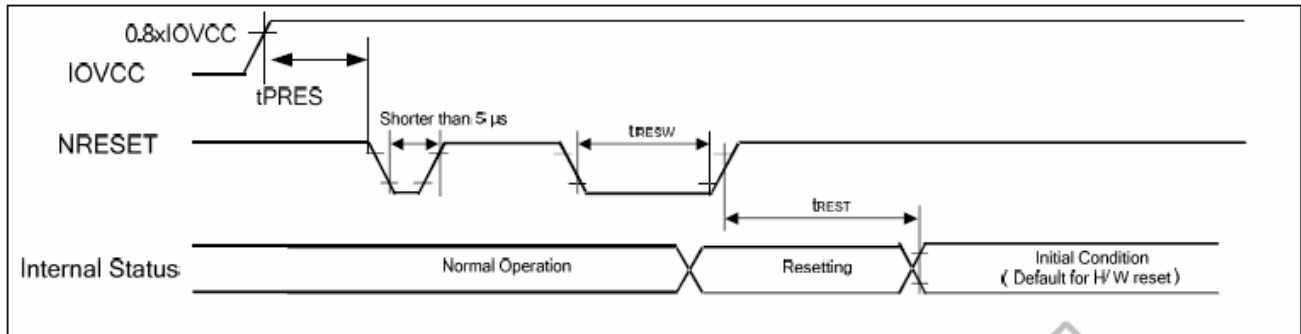 0.8xIOVCC
IOVCC
tPRES
Shorter than 5 μs
tRESW
NRESET
tREST
Internal Status
Normal Operation
Resetting
Initial Condition
( Default for H/W reset)